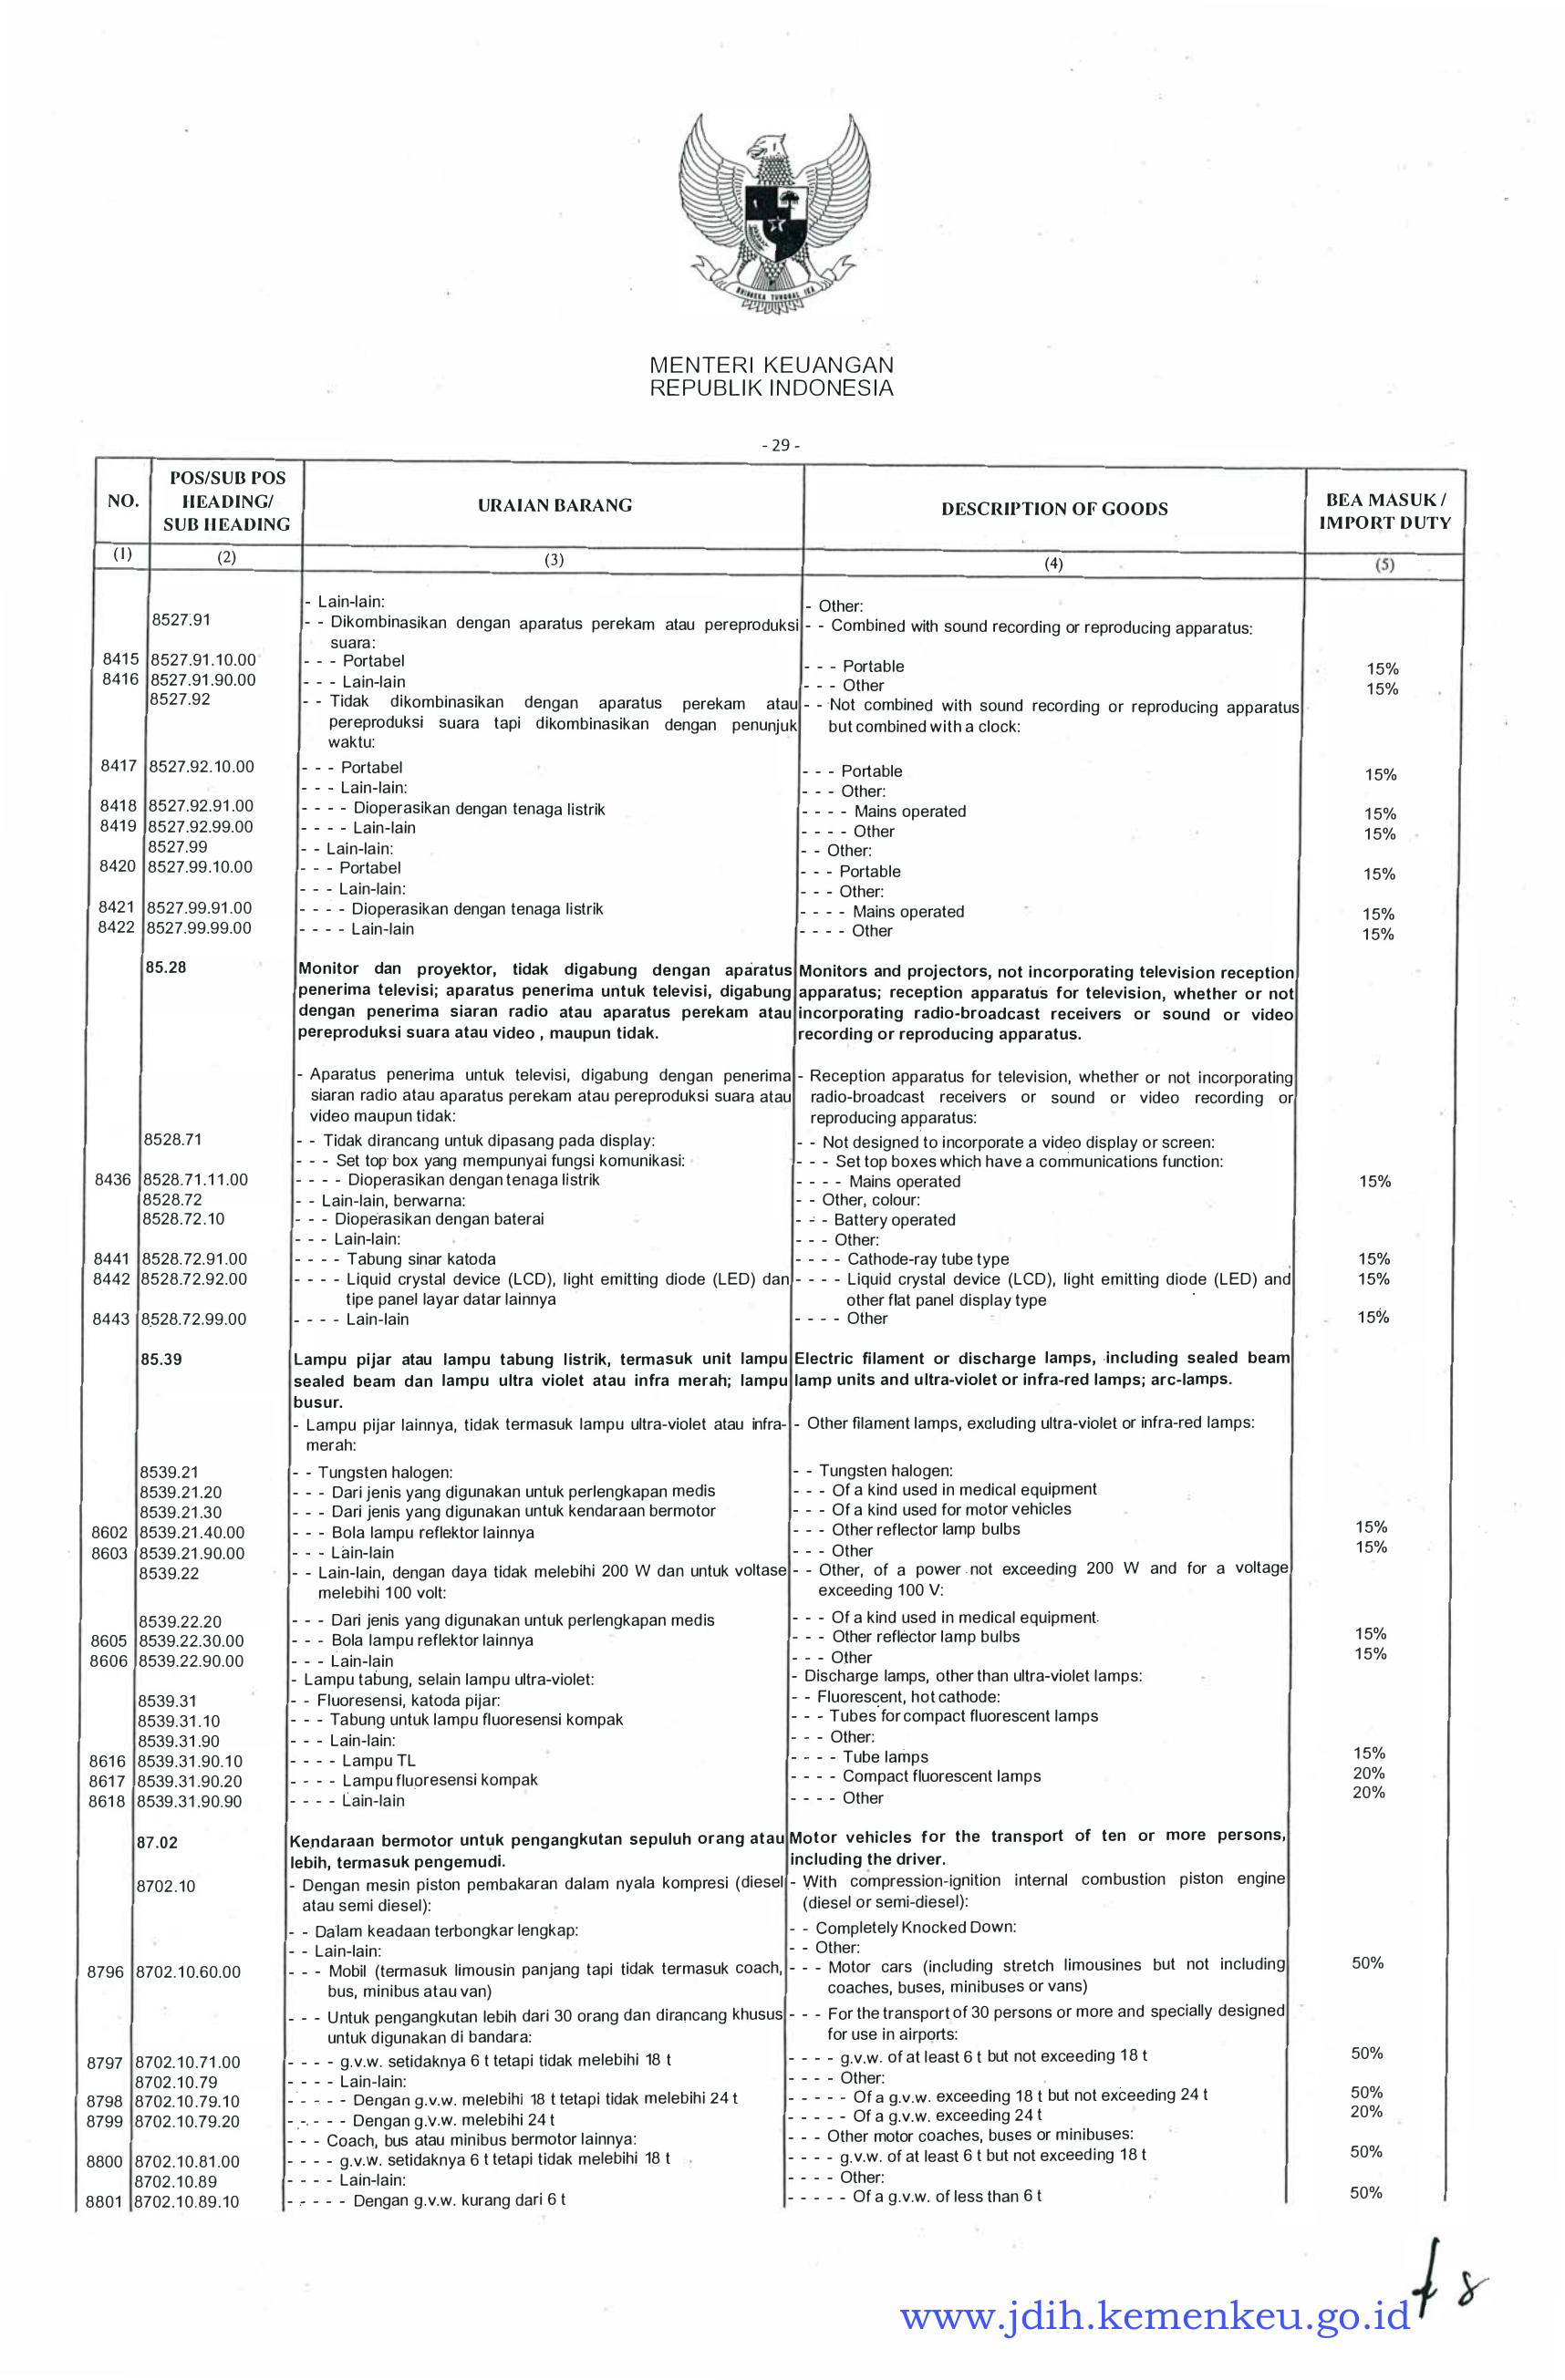 BHINNEKA TUNGGAL IKA
MENTERI KEUANGAN
REPUBLIK INDONESIA
- 29 -
NO. POS/SUB POS HEADING/ SUB HEADING URAIAN BARANG DESCRIPTION OF GOODS BEA MASUK / IMPORT DUTY
(1) (2) (3) (4) (5)
- Lain-lain: - Other:
8527.91 - - Dikombinasikan dengan aparatus perekam atau pereproduksi - - Combined with sound recording or reproducing apparatus:
suara:
8415 8527.91.10.00 - - - Portabel - - - Portable 15%
8416 8527.91.90.00 - - - Lain-lain - - - Other 15%
8527.92 - - Tidak dikombinasikan dengan aparatus perekam atau - - Not combined with sound recording or reproducing apparatus
pereproduksi suara tapi dikombinasikan dengan penunjuk but combined with a clock:
waktu:
8417 8527.92.10.00 - - - Portabel - - - Portable 15%
- - - Lain-lain: - - - Other:
8418 8527.92.91.00 - - - - Dioperasikan dengan tenaga listrik - - - - Mains operated 15%
8419 8527.92.99.00 - - - - Lain-lain - - - - Other 15%
8527.99 - - Lain-lain: - - Other:
8420 8527.99.10.00 - - - Portabel - - - Portable 15%
- - - Lain-lain: - - - Other:
8421 8527.99.91.00 - - - - Dioperasikan dengan tenaga listrik - - - - Mains operated 15%
8422 8527.99.99.00 - - - - Lain-lain - - - - Other 15%
85.28 Monitor dan proyektor, tidak digabung dengan aparatus Monitors and projectors, not incorporating television reception
penerima televisi; aparatus penerima untuk televisi, digabung apparatus; reception apparatus for television, whether or not
dengan penerima siaran radio atau aparatus perekam atau incorporating radio-broadcast receivers or sound or video
pereproduksi suara atau video , maupun tidak. recording or reproducing apparatus.
- Aparatus penerima untuk televisi, digabung dengan penerima - Reception apparatus for television, whether or not incorporating
siaran radio atau aparatus perekam atau pereproduksi suara atau radio-broadcast receivers or sound or video recording or
video maupun tidak: reproducing apparatus:
8528.71 - - Tidak dirancang untuk dipasang pada display: - - Not designed to incorporate a video display or screen:
- - - Set top box yang mempunyai fungsi komunikasi: - - - Set top boxes which have a communications function:
8436 8528.71.11.00 - - - - Dioperasikan dengan tenaga listrik - - - - Mains operated 15%
8528.72 - - Lain-lain, berwarna: - - Other, colour:
8528.72.10 - - - Dioperasikan dengan baterai - - - Battery operated
- - - Lain-lain: - - - Other:
8441 8528.72.91.00 - - - - Tabung sinar katoda - - - - Cathode-ray tube type 15%
8442 8528.72.92.00 - - - - Liquid crystal device (LCD), light emitting diode (LED) dan - - - - Liquid crystal device (LCD), light emitting diode (LED) and 15%
tipe panel layar datar lainnya other flat panel display type
8443 8528.72.99.00 - - - - Lain-lain - - - - Other 15%
85.39 Lampu pijar atau lampu tabung listrik, termasuk unit lampu Electric filament or discharge lamps, including sealed beam
sealed beam dan lampu ultra violet atau infra merah; lampu lamp units and ultra-violet or infra-red lamps; arc-lamps.
busur.
- Lampu pijar lainnya, tidak termasuk lampu ultra-violet atau infra- - Other filament lamps, excluding ultra-violet or infra-red lamps:
merah:
8539.21 - - Tungsten halogen: - - Tungsten halogen:
8539.21.20 - - - Dari jenis yang digunakan untuk perlengkapan medis - - - Of a kind used in medical equipment
8539.21.30 - - - Dari jenis yang digunakan untuk kendaraan bermotor - - - Of a kind used for motor vehicles
8602 8539.21.40.00 - - - Bola lampu reflektor lainnya - - - Other reflector lamp bulbs 15%
8603 8539.21.90.00 - - - Lain-lain - - - Other 15%
8539.22 - - Lain-lain, dengan daya tidak melebihi 200 W dan untuk voltase - - Other, of a power not exceeding 200 W and for a voltage
melebihi 100 volt: exceeding 100 V:
8539.22.20 - - - Dari jenis yang digunakan untuk perlengkapan medis - - - Of a kind used in medical equipment
8605 8539.22.30.00 - - - Bola lampu reflektor lainnya - - - Other reflector lamp bulbs 15%
8606 8539.22.90.00 - - - Lain-lain - - - Other 15%
- Lampu tabung, selain lampu ultra-violet: - Discharge lamps, other than ultra-violet lamps:
8539.31 - - Fluoresensi, katoda pijar: - - Fluorescent, hot cathode:
8539.31.10 - - - Tabung untuk lampu fluoresensi kompak - - - Tubes for compact fluorescent lamps
8539.31.90 - - - Lain-lain: - - - Other:
8616 8539.31.90.10 - - - - Lampu TL - - - - Tube lamps 15%
8617 8539.31.90.20 - - - - Lampu fluoresensi kompak - - - - Compact fluorescent lamps 20%
8618 8539.31.90.90 - - - - Lain-lain - - - - Other 20%
87.02 Kendaraan bermotor untuk pengangkutan sepuluh orang atau Motor vehicles for the transport of ten or more persons,
lebih, termasuk pengemudi. including the driver.
8702.10 - Dengan mesin piston pembakaran dalam nyala kompresi (diesel - With compression-ignition internal combustion piston engine
atau semi diesel): (diesel or semi-diesel):
- - Dalam keadaan terbongkar lengkap: - - Completely Knocked Down:
- - Lain-lain: - - Other:
8796 8702.10.60.00 - - - Mobil (termasuk limousin panjang tapi tidak termasuk coach, - - - Motor cars (including stretch limousines but not including 50%
bus, minibus atau van) coaches, buses, minibuses or vans)
- - - Untuk pengangkutan lebih dari 30 orang dan dirancang khusus - - - For the transport of 30 persons or more and specially designed
untuk digunakan di bandara: for use in airports:
8797 8702.10.71.00 - - - - g.v.w. setidaknya 6 t tetapi tidak melebihi 18 t - - - - g.v.w. of at least 6 t but not exceeding 18 t 50%
8702.10.79 - - - - Lain-lain: - - - - Other:
8798 8702.10.79.10 - - - - - Dengan g.v.w. melebihi 18 t tetapi tidak melebihi 24 t - - - - - Of a g.v.w. exceeding 18 t but not exceeding 24 t 50%
8799 8702.10.79.20 - - - - - Dengan g.v.w. melebihi 24 t - - - - - Of a g.v.w. exceeding 24 t 20%
- - - Coach, bus atau minibus bermotor lainnya: - - - Other motor coaches, buses or minibuses:
8800 8702.10.81.00 - - - - g.v.w. setidaknya 6 t tetapi tidak melebihi 18 t - - - - g.v.w. of at least 6 t but not exceeding 18 t 50%
8702.10.89 - - - - Lain-lain: - - - - Other:
8801 8702.10.89.10 - - - - - Dengan g.v.w. kurang dari 6 t - - - - - Of a g.v.w. of less than 6 t 50%
www.jdih.kemenkeu.go.id